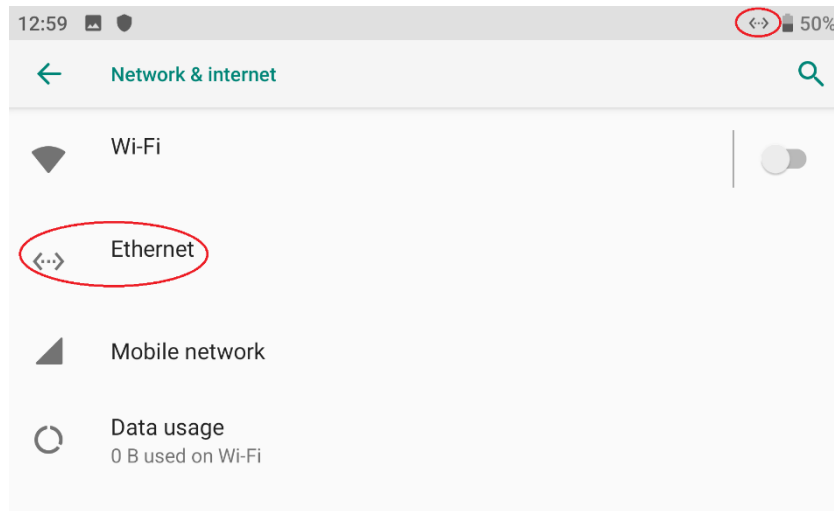 12:59 50%
Network & internet
Wi-Fi
Ethernet
Mobile network
Data usage
0 B used on Wi-Fi